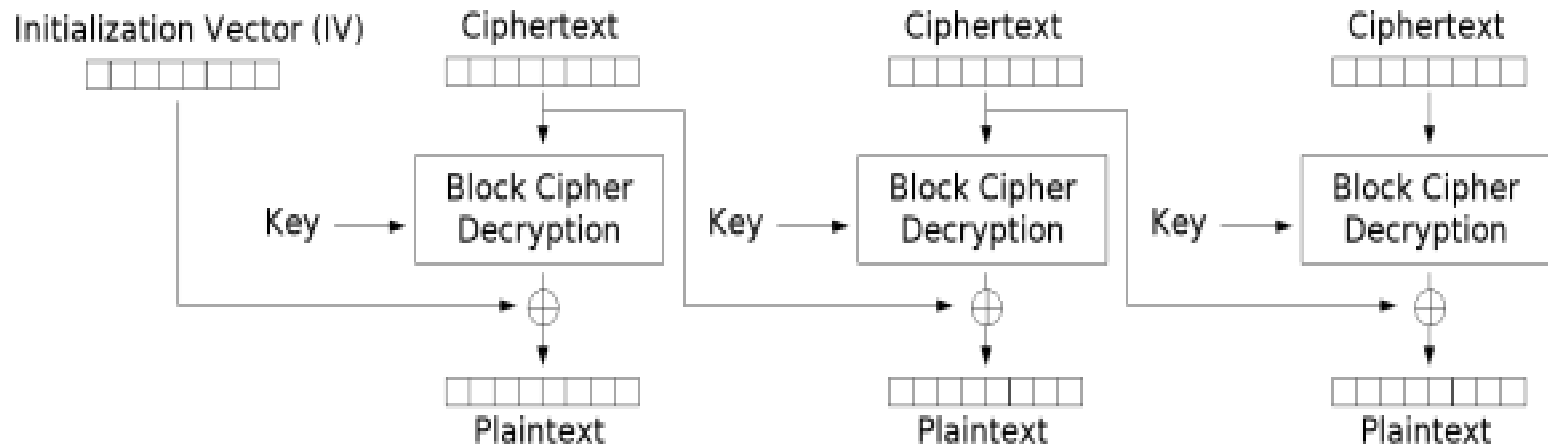 Initialization Vector (IV)
Ciphertext
Ciphertext
Ciphertext
Key
Block Cipher
Decryption
Key
Block Cipher
Decryption
Key
Block Cipher
Decryption
Plaintext
Plaintext
Plaintext